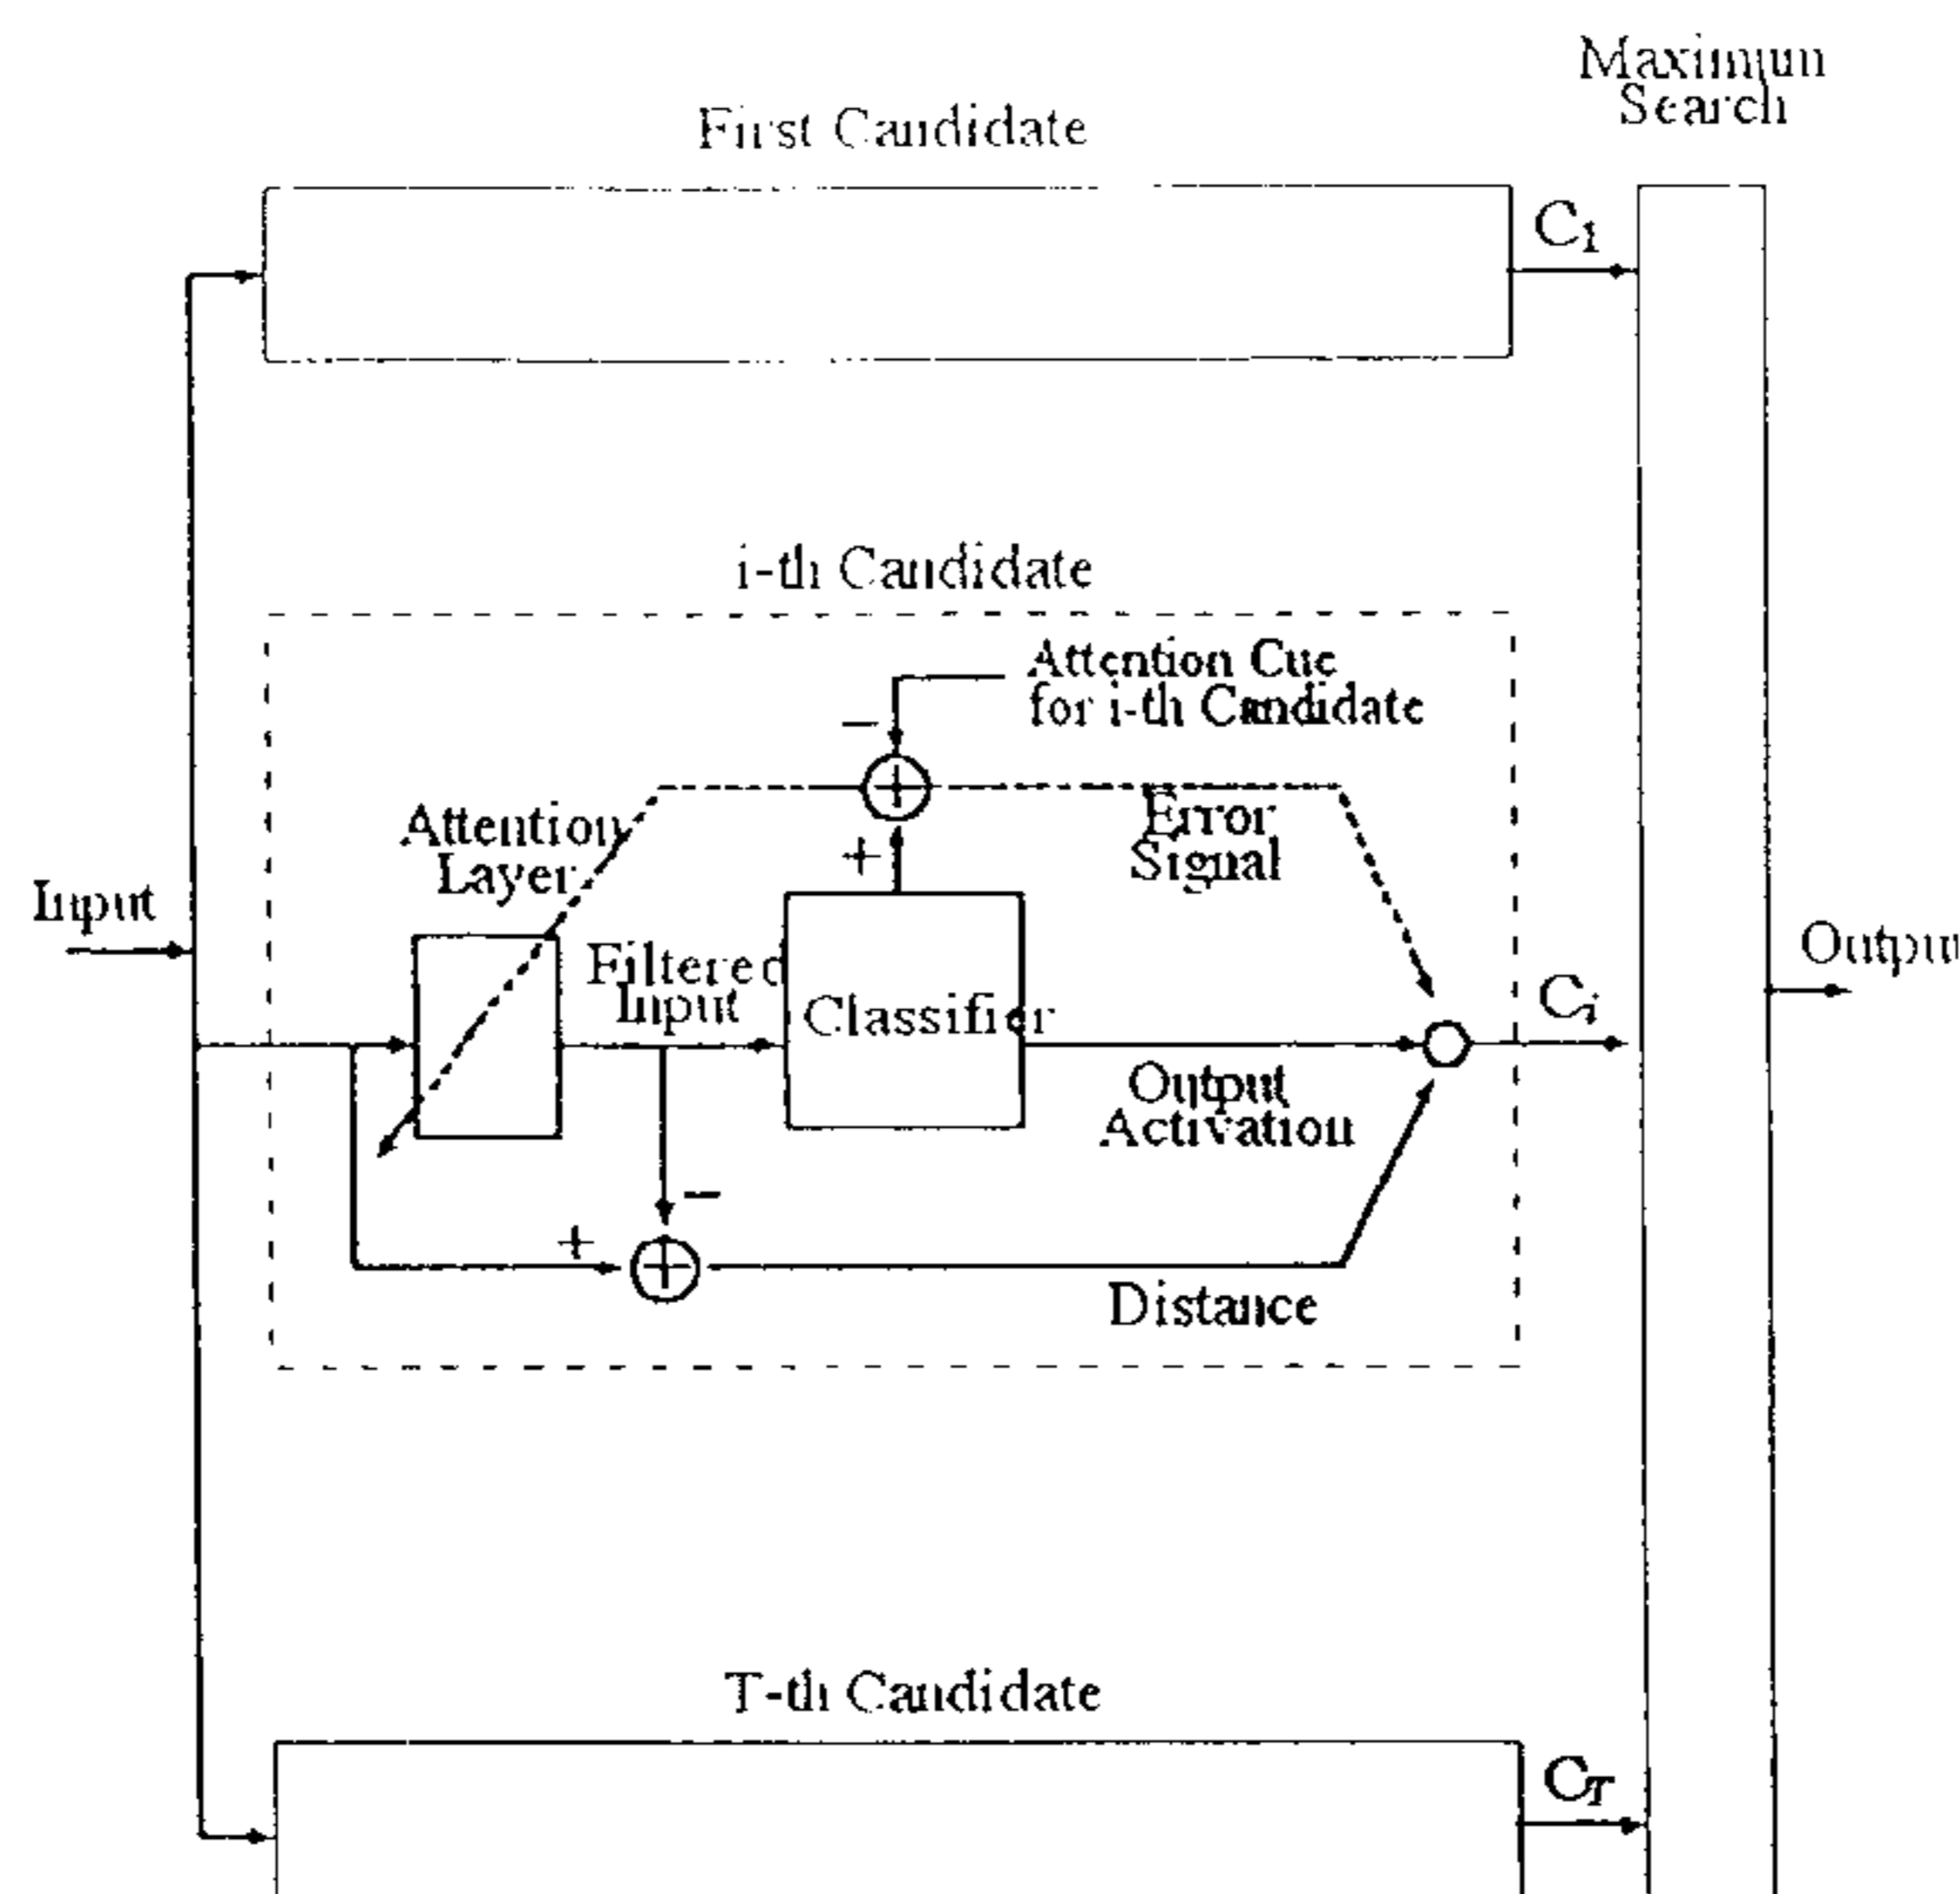 Maximum
Search
First Candidate
C1
i-th Candidate
Attention Cue
for i-th Candidate
−
Attention
Layer
+
Error
Signal
Input
Filtered
Input
Classifier
Output
Ci
Output
Activation
−
+
Distance
T-th Candidate
CT